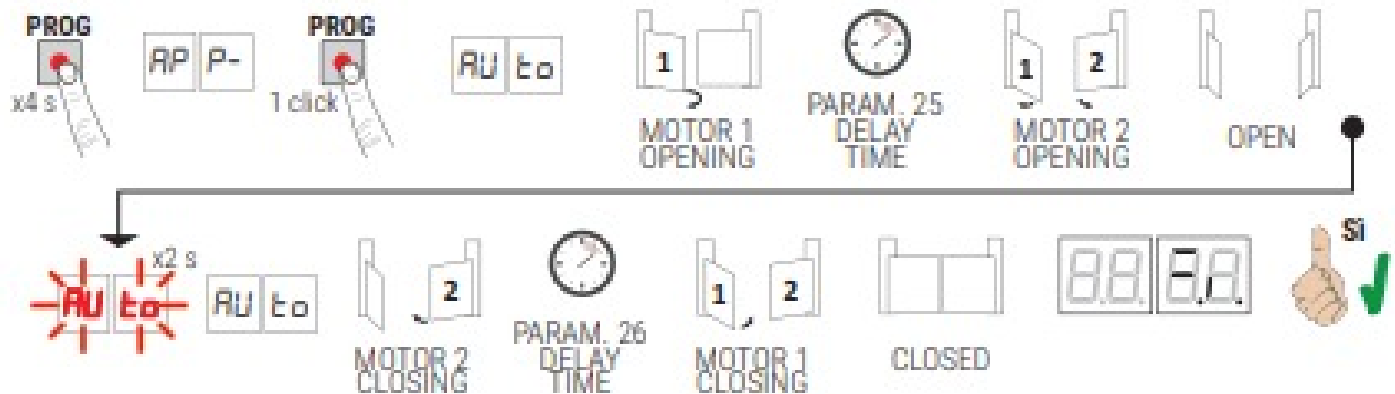 PROG
x4 s
AP P-
PROG
1 click
AU to
1
MOTOR 1
OPENING
PARAM. 25
DELAY
TIME
1 2
MOTOR 2
OPENING
OPEN
AU to
x2 s
AU to
2
MOTOR 2
CLOSING
PARAM. 26
DELAY
TIME
1 2
MOTOR 1
CLOSING
CLOSED
Sì